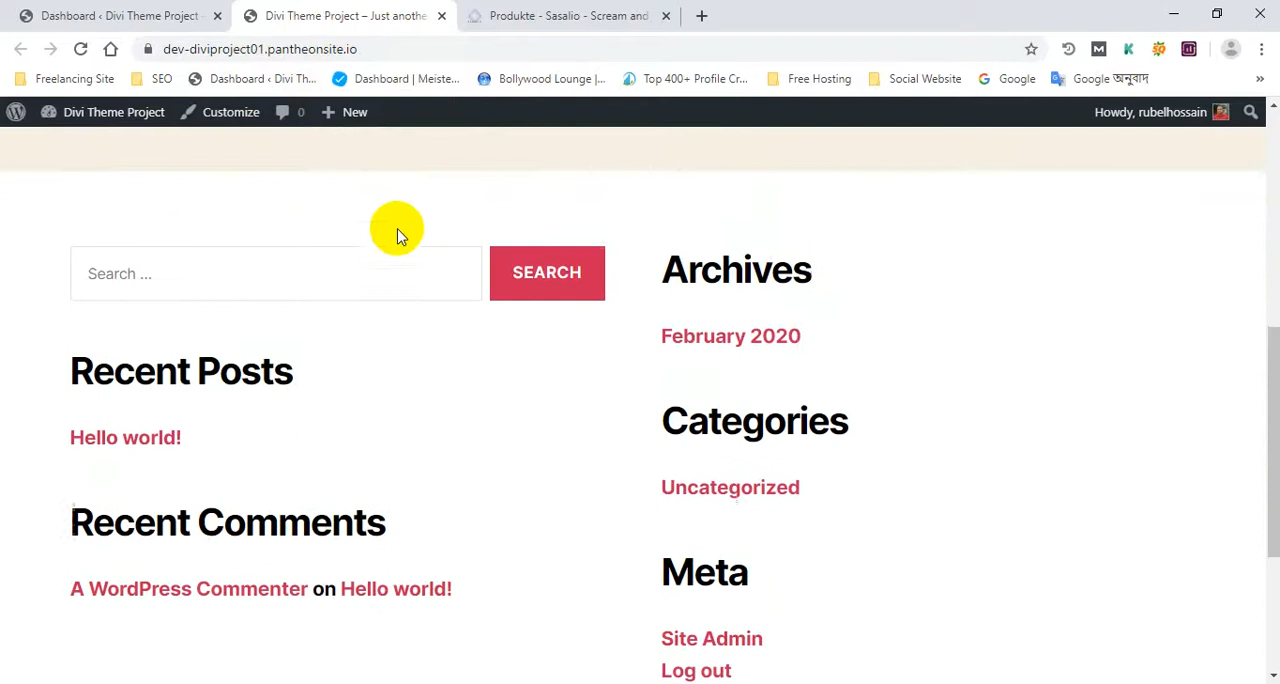 Dashboard ‹ Divi Theme Project -
Divi Theme Project – Just anothe
Produkte - Sasalio - Scream and
dev-diviproject01.pantheonsite.io
Freelancing Site
SEO
Dashboard ‹ Divi Th...
Dashboard | Meiste...
Bollywood Lounge |...
Top 400+ Profile Cr...
Free Hosting
Social Website
Google
Google অনুবাদ
»
Divi Theme Project
Customize
0
New
Howdy, rubelhossain
Search ...
SEARCH
Recent Posts
Hello world!
Recent Comments
A WordPress Commenter on Hello world!
Archives
February 2020
Categories
Uncategorized
Meta
Site Admin
Log out